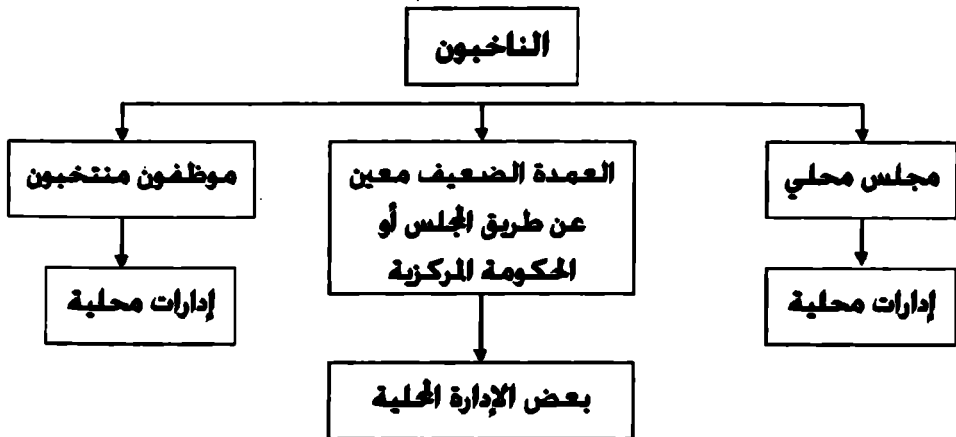 الناخبون
مجلس محلي
العمدة الضعيف معين
عن طريق المجلس أو
الحكومة المركزية
موظفون منتخبون
إدارات محلية
بعض الإدارة المحلية
إدارات محلية